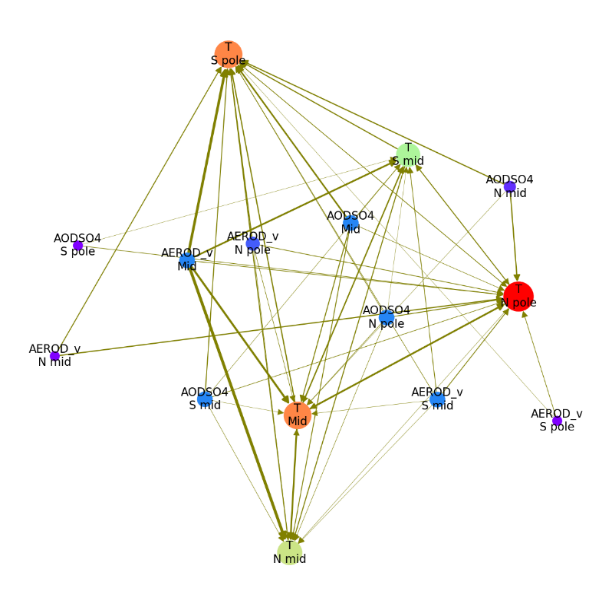 T
S pole
T
S mid
AODSO4
N mid
AODSO4
Mid
AODSO4
S pole
AEROD_v
N pole
AEROD_v
Mid
T
N pole
AODSO4
N pole
AEROD_v
N mid
AODSO4
S mid
AEROD_v
S mid
T
Mid
AEROD_v
S pole
T
N mid